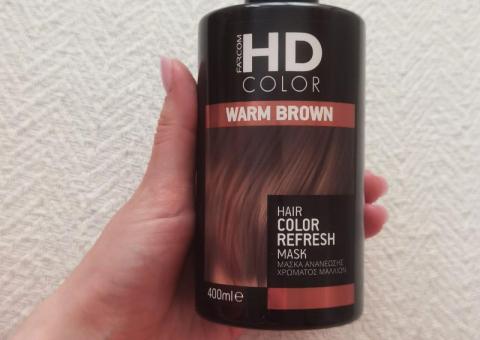 FARCOM
HD
COLOR
WARM BROWN
HAIR
COLOR
REFRESH
MASK
ΜΑΣΚΑ ΑΝΑΝΕΩΣΗΣ
ΧΡΩΜΑΤΟΣ ΜΑΛΛΙΩΝ
400ml℮